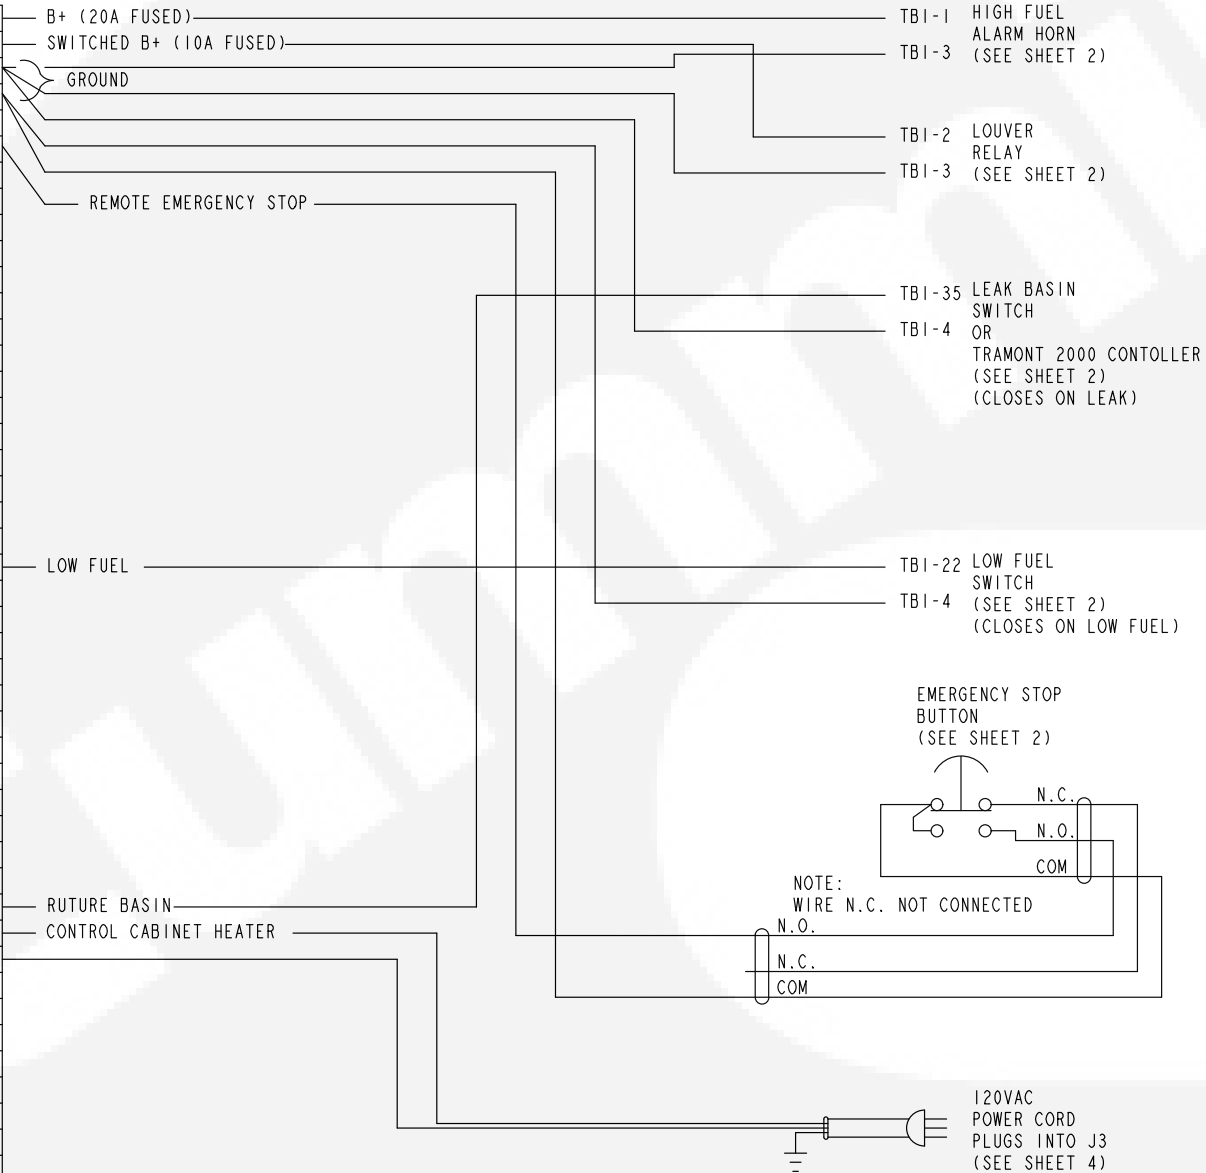 B+ (20A FUSED)
TB1-1
HIGH FUEL
ALARM HORN
(SEE SHEET 2)
SWITCHED B+ (10A FUSED)
TB1-3
GROUND
TB1-2
LOUVER
RELAY
(SEE SHEET 2)
TB1-3
REMOTE EMERGENCY STOP
TB1-35
LEAK BASIN
SWITCH
OR
TRAMONT 2000 CONTOLLER
(SEE SHEET 2)
(CLOSES ON LEAK)
TB1-4
LOW FUEL
TB1-22
LOW FUEL
SWITCH
(SEE SHEET 2)
(CLOSES ON LOW FUEL)
TB1-4
EMERGENCY STOP
BUTTON
(SEE SHEET 2)
N.C.
N.O.
COM
NOTE:
WIRE N.C. NOT CONNECTED
RUTURE BASIN
N.O.
CONTROL CABINET HEATER
N.C.
COM
120VAC
POWER CORD
PLUGS INTO J3
(SEE SHEET 4)